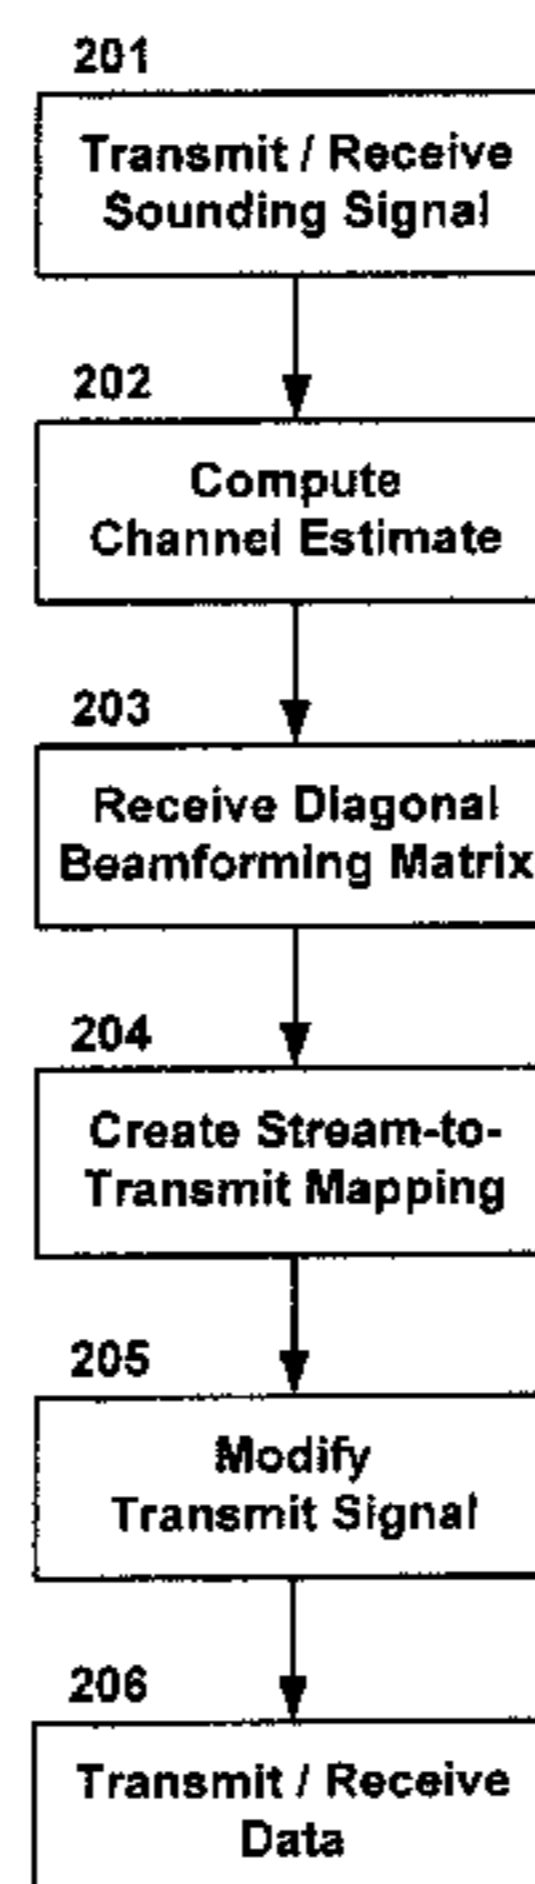 201
Transmit / Receive
Sounding Signal
202
Compute
Channel Estimate
203
Receive Diagonal
Beamforming Matrix
204
Create Stream-to-
Transmit Mapping
205
Modify
Transmit Signal
206
Transmit / Receive
Data